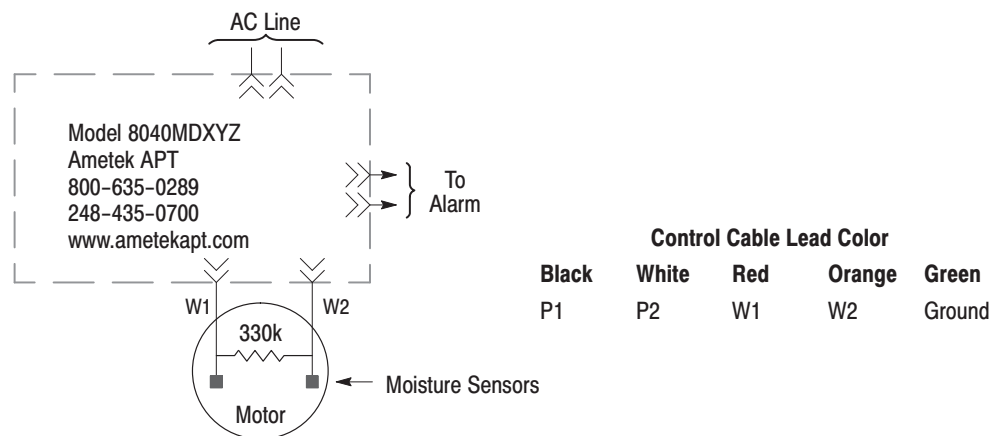 AC Line
Model 8040MDXYZ
Ametek APT
800-635-0289
248-435-0700
www.ametekapt.com
To
Alarm
W1
W2
330k
Moisture Sensors
Motor
Control Cable Lead Color
Black White Red Orange Green
P1 P2 W1 W2 Ground